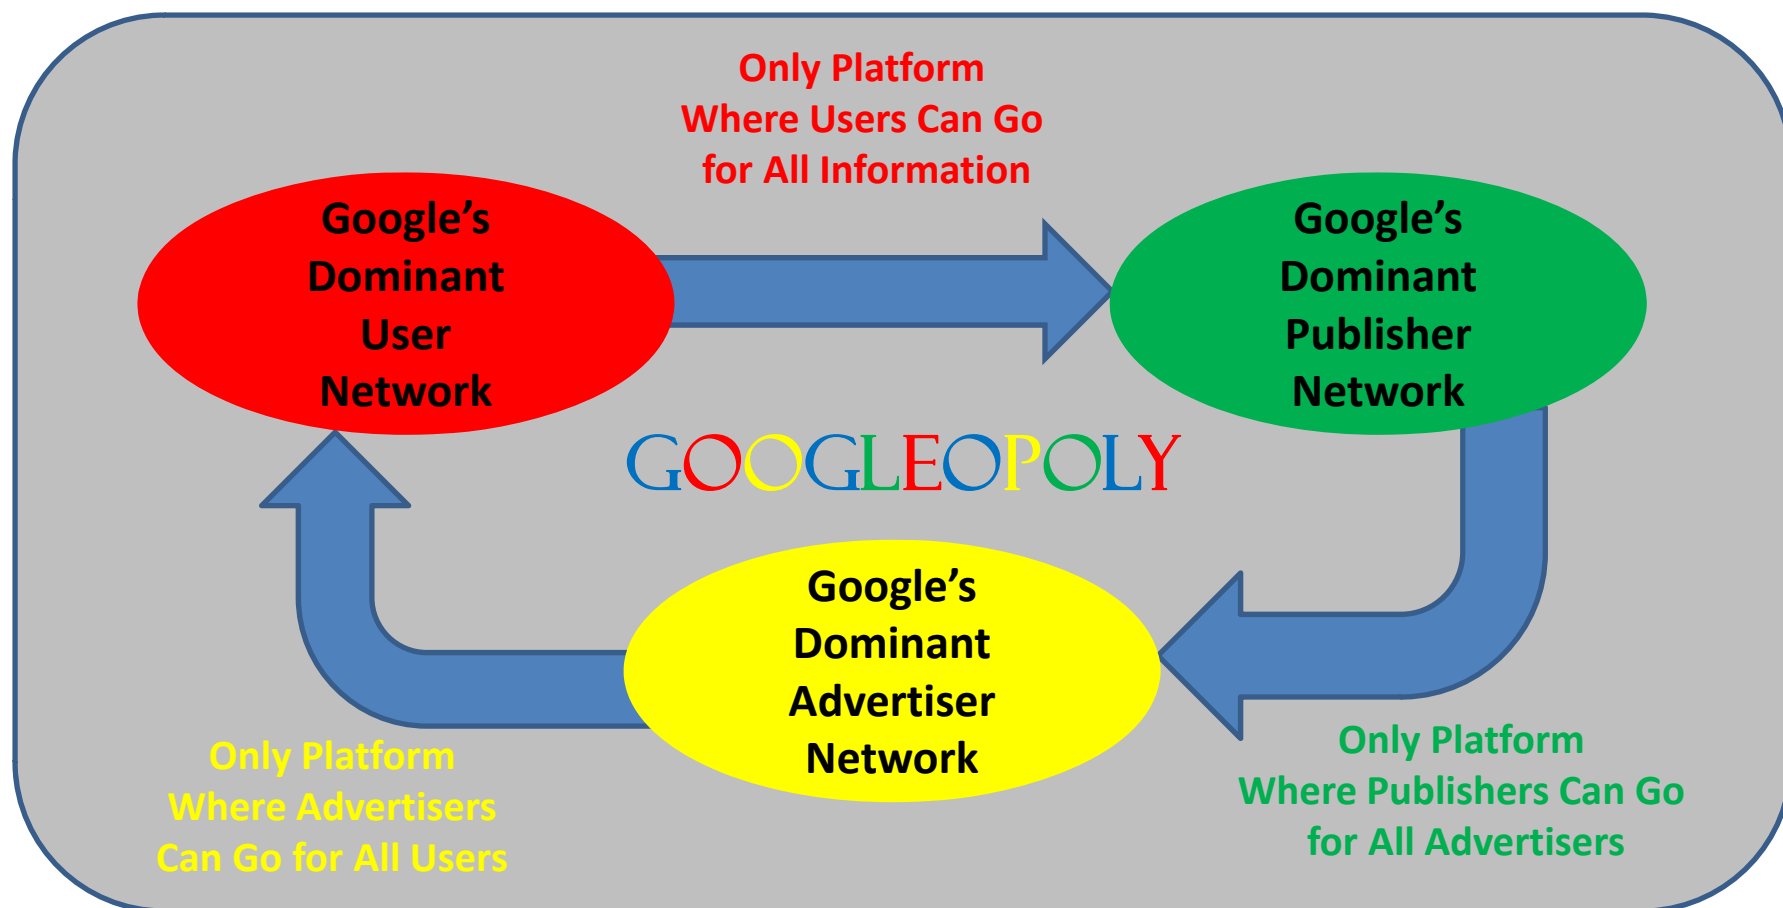 Only Platform
Where Users Can Go
for All Information
Google’s
Dominant
User
Network
Google’s
Dominant
Publisher
Network
GOOGLEOPOLY
Google’s
Dominant
Advertiser
Network
Only Platform
Where Advertisers
Can Go for All Users
Only Platform
Where Publishers Can Go
for All Advertisers